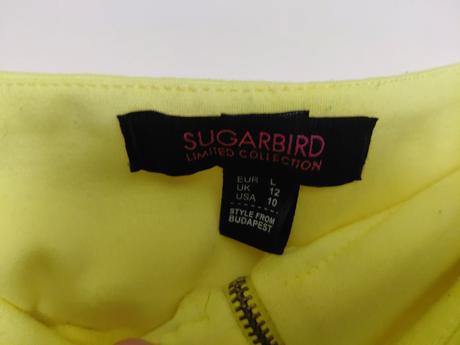 SUGARBIRD
LIMITED COLLECTION
EUR L
UK 12
USA 10
STYLE FROM
BUDAPEST